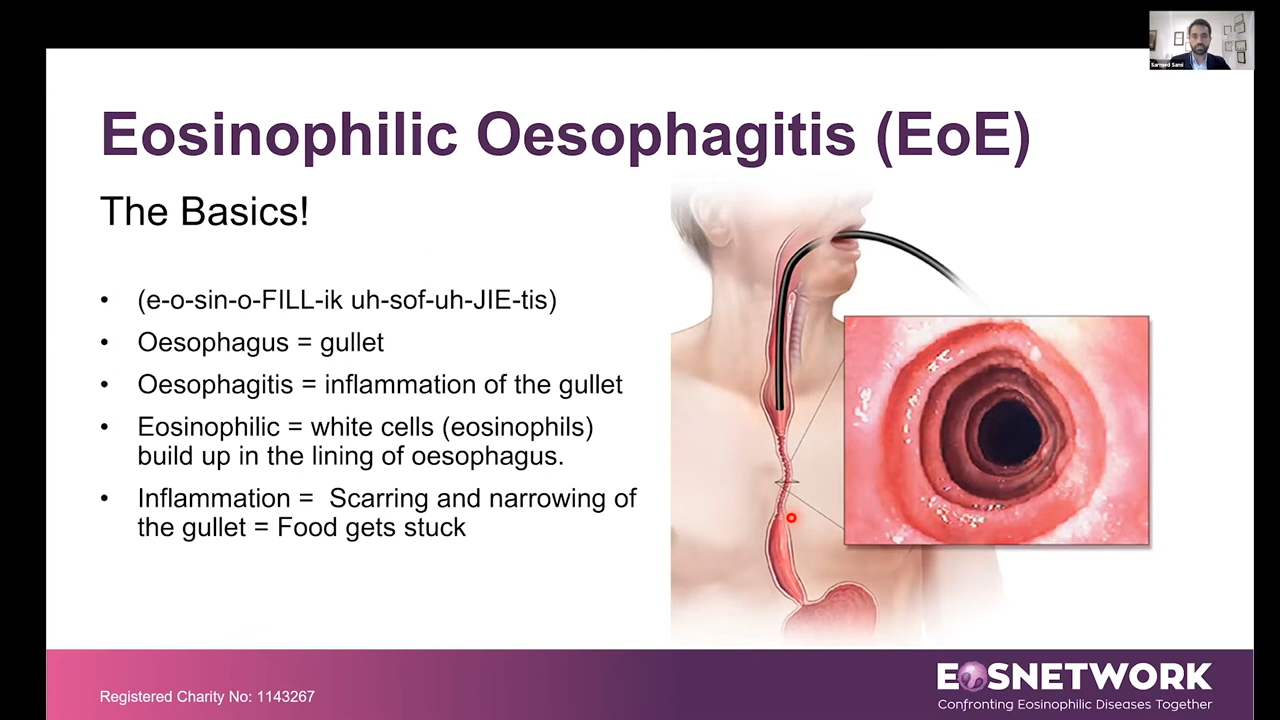 Sarmed Sami
Eosinophilic Oesophagitis (EoE)
The Basics!
• (e-o-sin-o-FILL-ik uh-sof-uh-JIE-tis)
• Oesophagus = gullet
• Oesophagitis = inflammation of the gullet
• Eosinophilic = white cells (eosinophils)
build up in the lining of oesophagus.
• Inflammation =  Scarring and narrowing of
the gullet = Food gets stuck
Registered Charity No: 1143267
EOSNETWORK
Confronting Eosinophilic Diseases Together